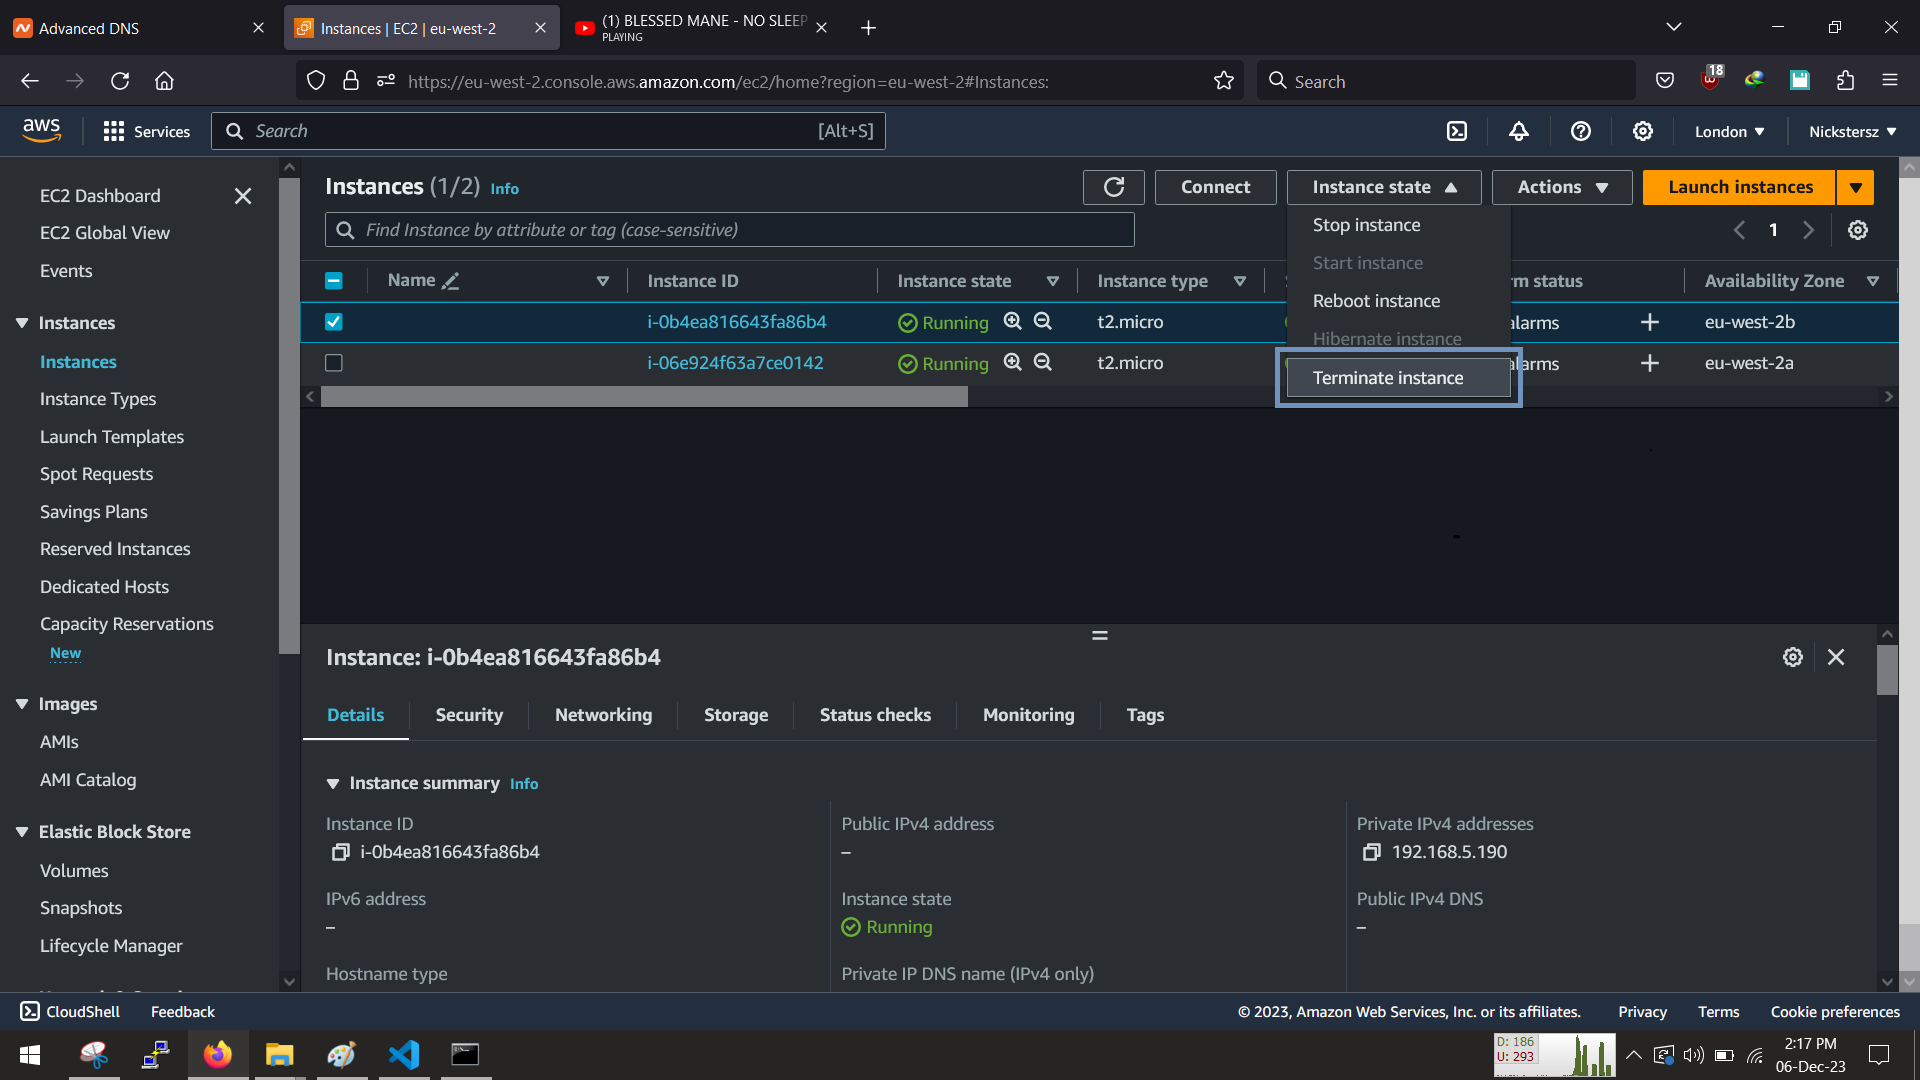 Advanced DNS
Instances | EC2 | eu-west-2
(1) BLESSED MANE - NO SLEEP
PLAYING
https://eu-west-2.console.aws.amazon.com/ec2/home?region=eu-west-2#Instances:
Search
18
aws
Services
Search
[Alt+S]
London
Nickstersz
EC2 Dashboard
EC2 Global View
Events
Instances
Instances
Instance Types
Launch Templates
Spot Requests
Savings Plans
Reserved Instances
Dedicated Hosts
Capacity Reservations
New
Images
AMIs
AMI Catalog
Elastic Block Store
Volumes
Snapshots
Lifecycle Manager
Instances (1/2) Info
Connect
Instance state
Actions
Launch instances
Find Instance by attribute or tag (case-sensitive)
1
Stop instance
Start instance
Reboot instance
Hibernate instance
Terminate instance
Name
Instance ID
Instance state
Instance type
rm status
Availability Zone
i-0b4ea816643fa86b4
Running
t2.micro
alarms
eu-west-2b
i-06e924f63a7ce0142
Running
t2.micro
alarms
eu-west-2a
Instance: i-0b4ea816643fa86b4
Details
Security
Networking
Storage
Status checks
Monitoring
Tags
Instance summary Info
Instance ID
i-0b4ea816643fa86b4
Public IPv4 address
–
Private IPv4 addresses
192.168.5.190
IPv6 address
–
Instance state
Running
Public IPv4 DNS
–
Hostname type
Private IP DNS name (IPv4 only)
CloudShell
Feedback
© 2023, Amazon Web Services, Inc. or its affiliates.
Privacy
Terms
Cookie preferences
D: 186
U: 293
2:17 PM
06-Dec-23